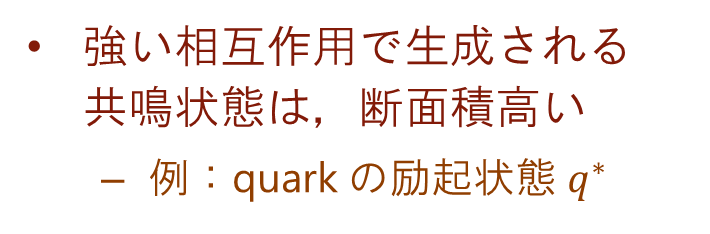 • 強い相互作用で生成される
共鳴状態は，断面積高い
– 例：quark の励起状態 q*